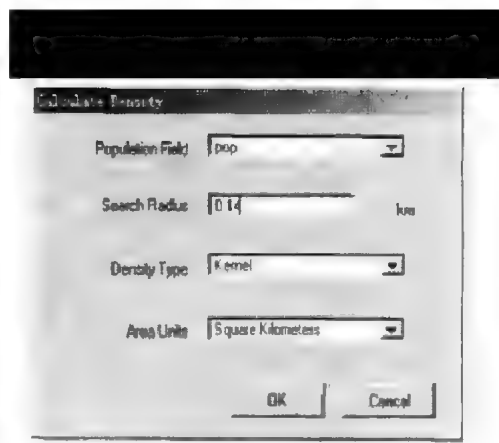 Calculate Density
Population Field pop
Search Radius 0.14 km
Density Type Kernel
Area Units Square Kilometers
OK Cancel